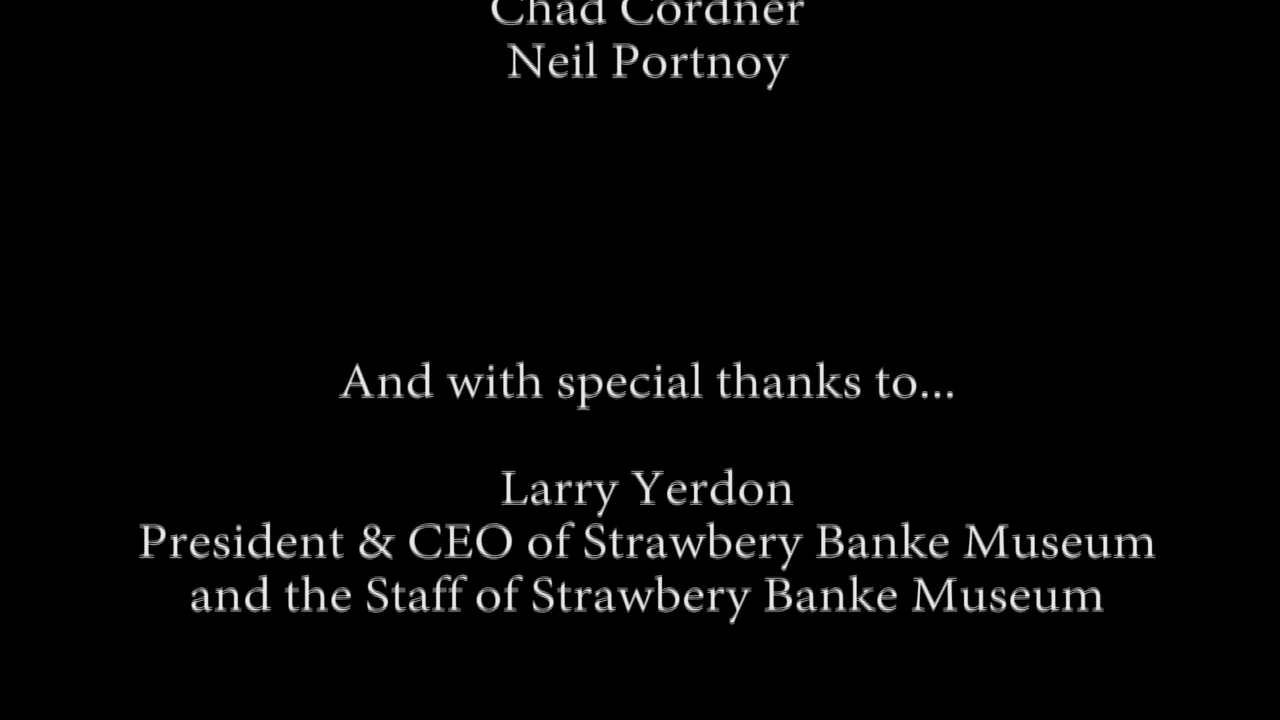 Chad Cordner
Neil Portnoy
And with special thanks to...
Larry Yerdon
President & CEO of Strawbery Banke Museum
and the Staff of Strawbery Banke Museum